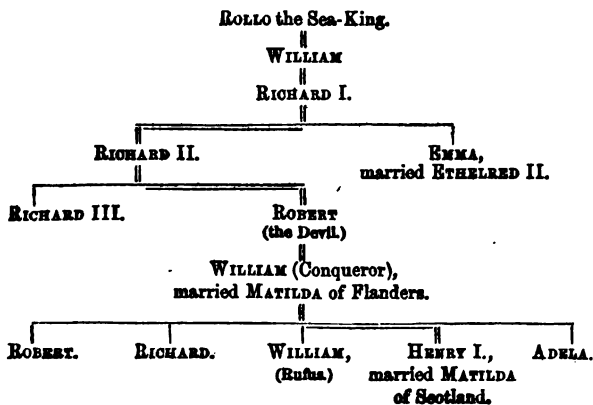 ROLLO the Sea-King.
WILLIAM
RICHARD I.
RICHARD II.
EMMA,
married ETHELRED II.
RICHARD III.
ROBERT
(the Devil.)
WILLIAM (Conqueror),
married MATILDA of Flanders.
ROBERT.
RICHARD.
WILLIAM,
(Rufus.)
HENRY I.,
married MATILDA
of Scotland.
ADELA.